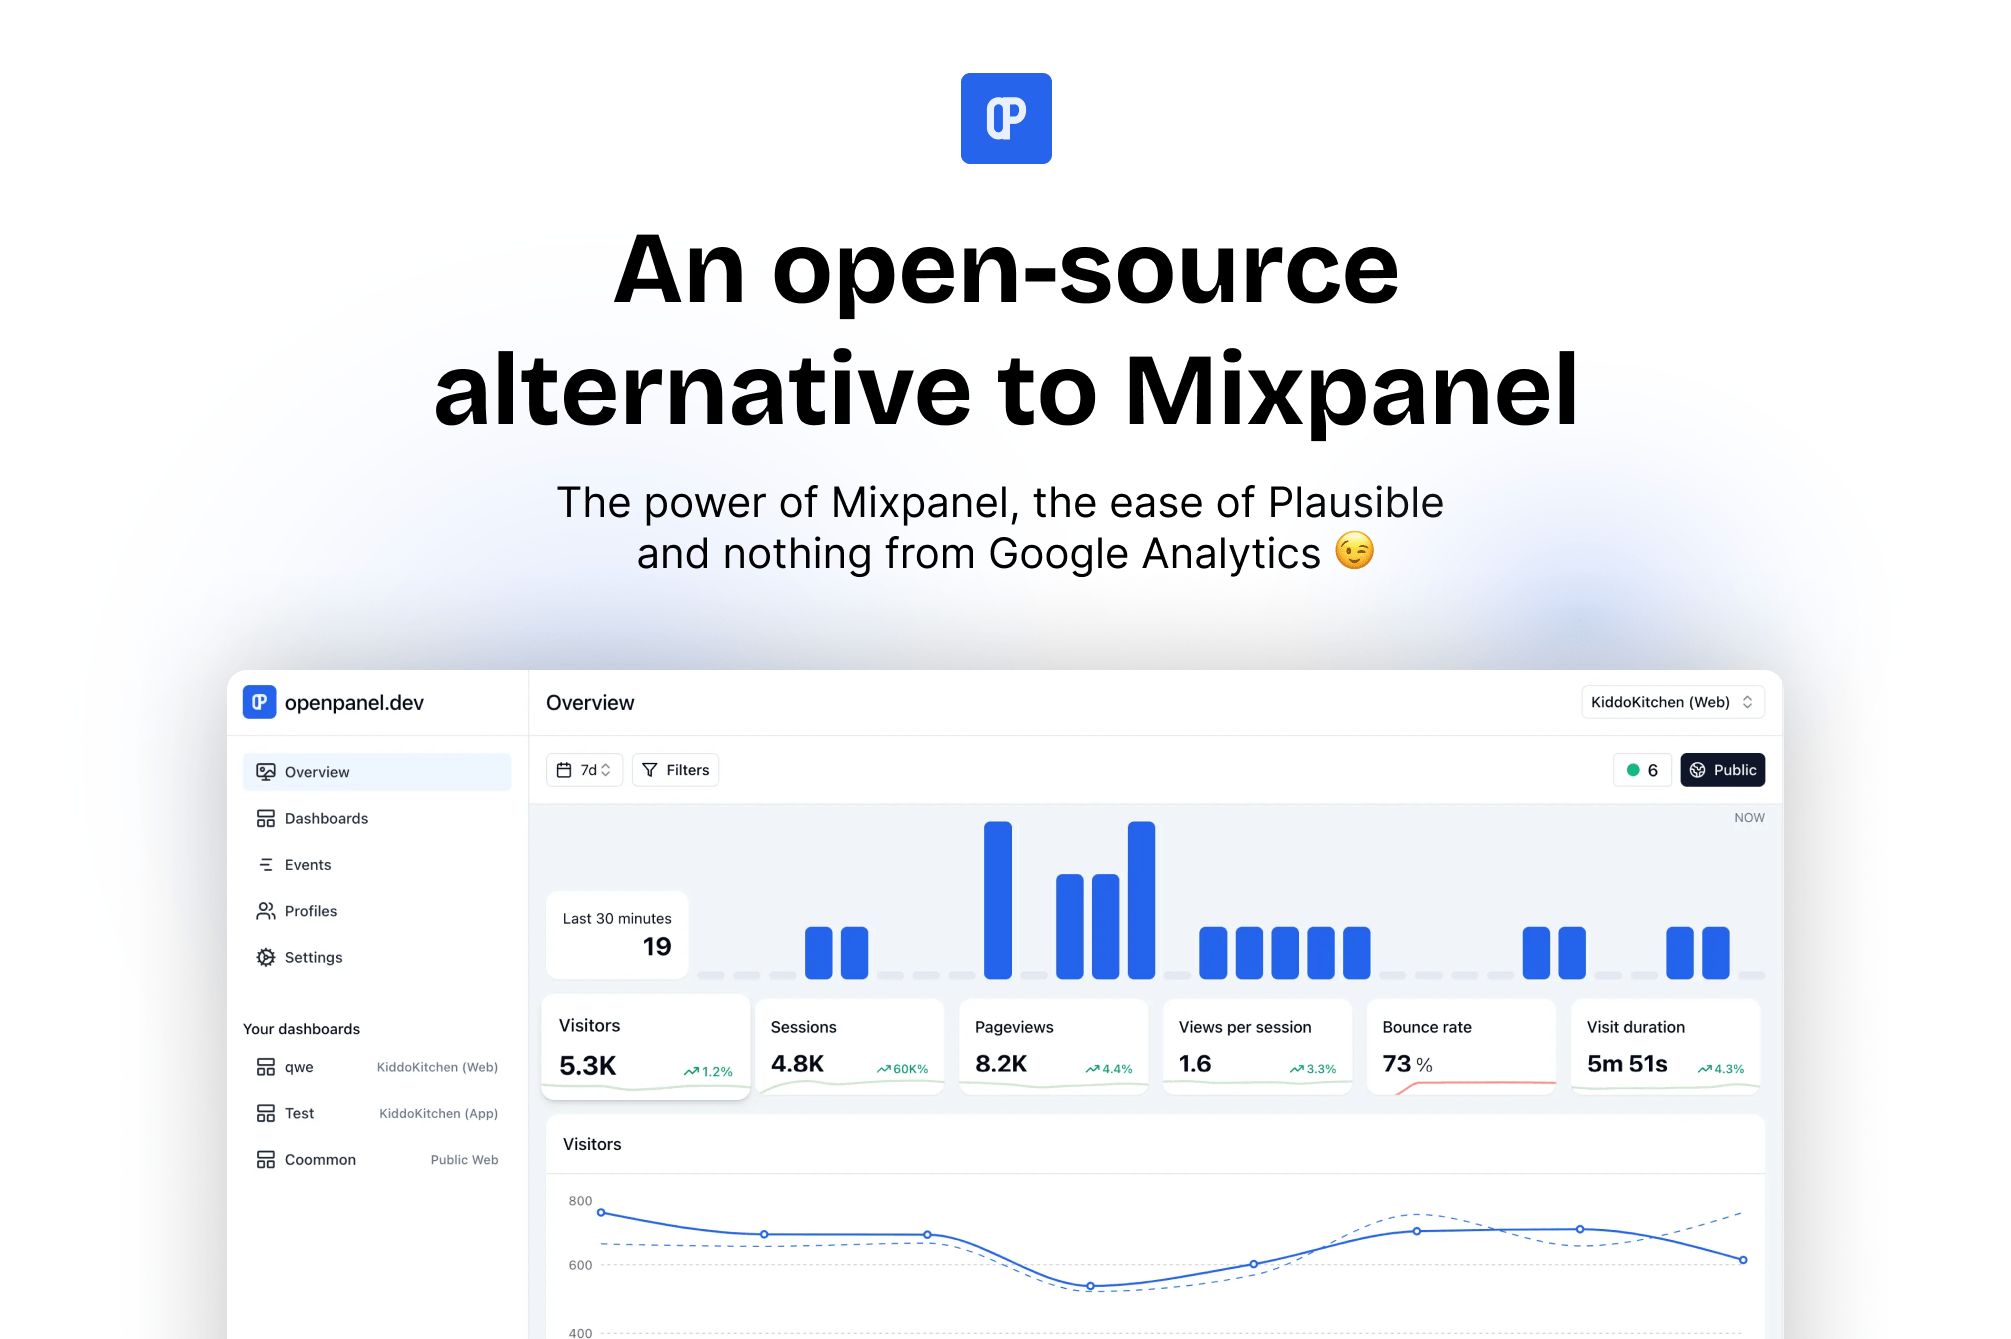 An open-source
alternative to Mixpanel
The power of Mixpanel, the ease of Plausible
and nothing from Google Analytics 😉
openpanel.dev
Overview
KiddoKitchen (Web)
Overview
Dashboards
Events
Profiles
Settings
Your dashboards
qwe KiddoKitchen (Web)
Test KiddoKitchen (App)
Coommon Public Web
7d
Filters
6
Public
NOW
Last 30 minutes
19
Visitors
5.3K
1.2%
Sessions
4.8K
60K%
Pageviews
8.2K
4.4%
Views per session
1.6
3.3%
Bounce rate
73 %
Visit duration
5m 51s
4.3%
Visitors
800
600
400